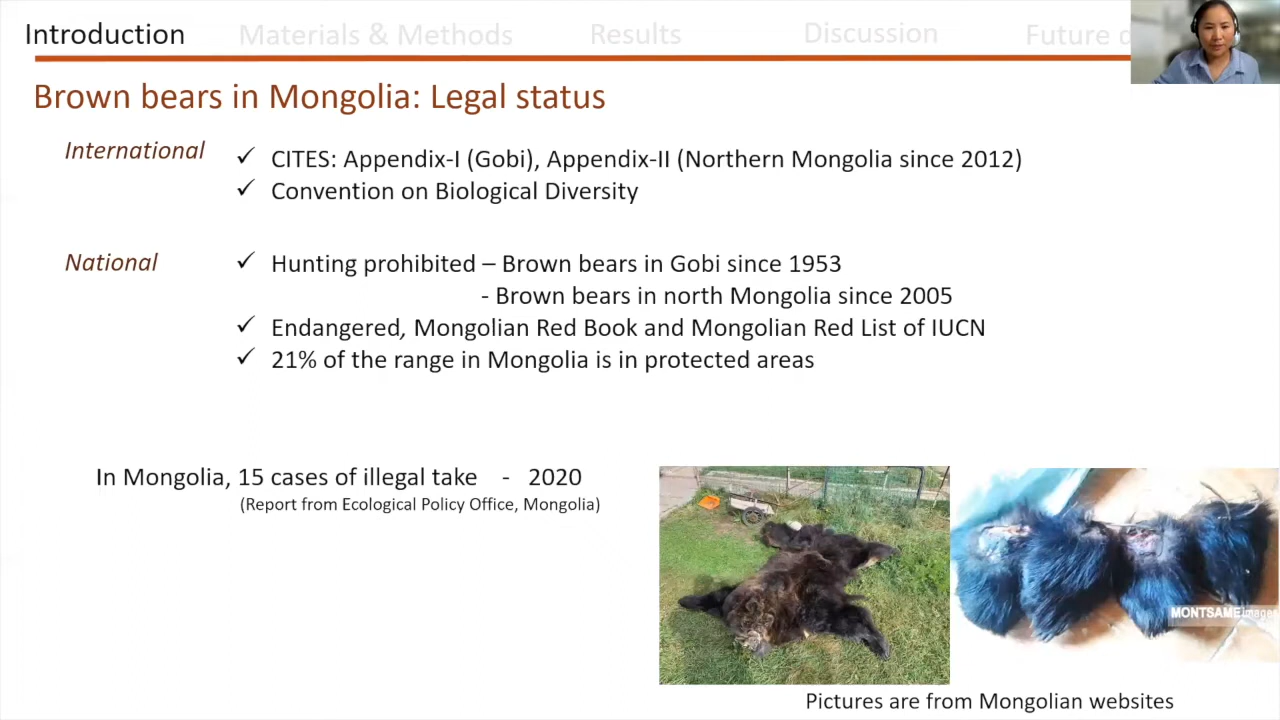 Introduction Materials & Methods Results Discussion Future
Brown bears in Mongolia: Legal status
International
✓ CITES: Appendix-I (Gobi), Appendix-II (Northern Mongolia since 2012)
✓ Convention on Biological Diversity
National
✓ Hunting prohibited – Brown bears in Gobi since 1953
- Brown bears in north Mongolia since 2005
✓ Endangered, Mongolian Red Book and Mongolian Red List of IUCN
✓ 21% of the range in Mongolia is in protected areas
In Mongolia, 15 cases of illegal take - 2020
(Report from Ecological Policy Office, Mongolia)
MONTSAMEimages
Pictures are from Mongolian websites